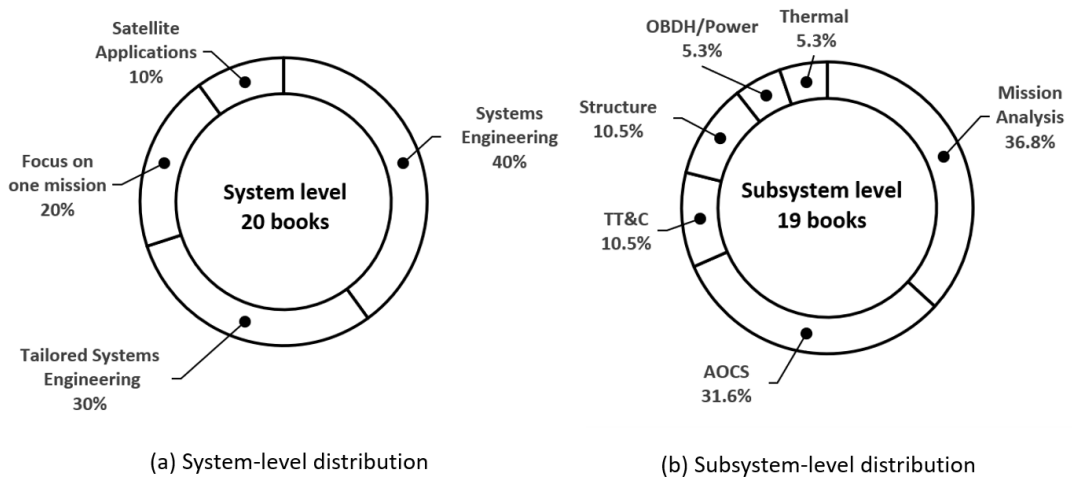 Satellite
Applications
10%
Systems
Engineering
40%
Focus on
one mission
20%
System level
20 books
Tailored Systems
Engineering
30%
(a) System-level distribution
OBDH/Power
5.3%
Thermal
5.3%
Structure
10.5%
Mission
Analysis
36.8%
Subsystem level
19 books
TT&C
10.5%
AOCS
31.6%
(b) Subsystem-level distribution